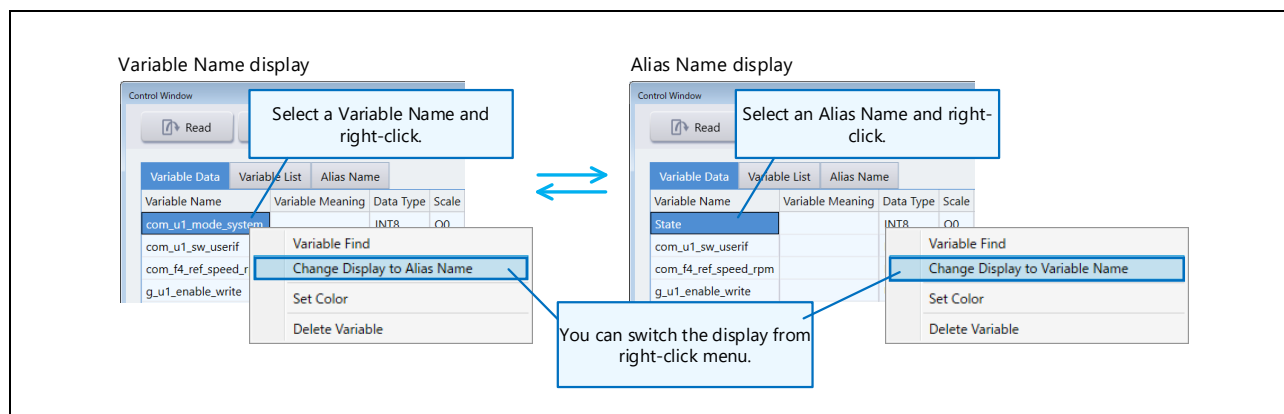 Variable Name display
Control Window
Read
Select a Variable Name and
right-click.
Variable Data Variable List Alias Name
Variable Name Variable Meaning Data Type Scale
com_u1_mode_system INT8 Q0
com_u1_sw_userif
com_f4_ref_speed_r
g_u1_enable_write
Variable Find
Change Display to Alias Name
Set Color
Delete Variable
Alias Name display
Control Window
Read
Select an Alias Name and right-
click.
Variable Data Variable List Alias Name
Variable Name Variable Meaning Data Type Scale
State INT8 Q0
com_u1_sw_userif
com_f4_ref_speed_rpm
g_u1_enable_write
Variable Find
Change Display to Variable Name
Set Color
Delete Variable
You can switch the display from
right-click menu.